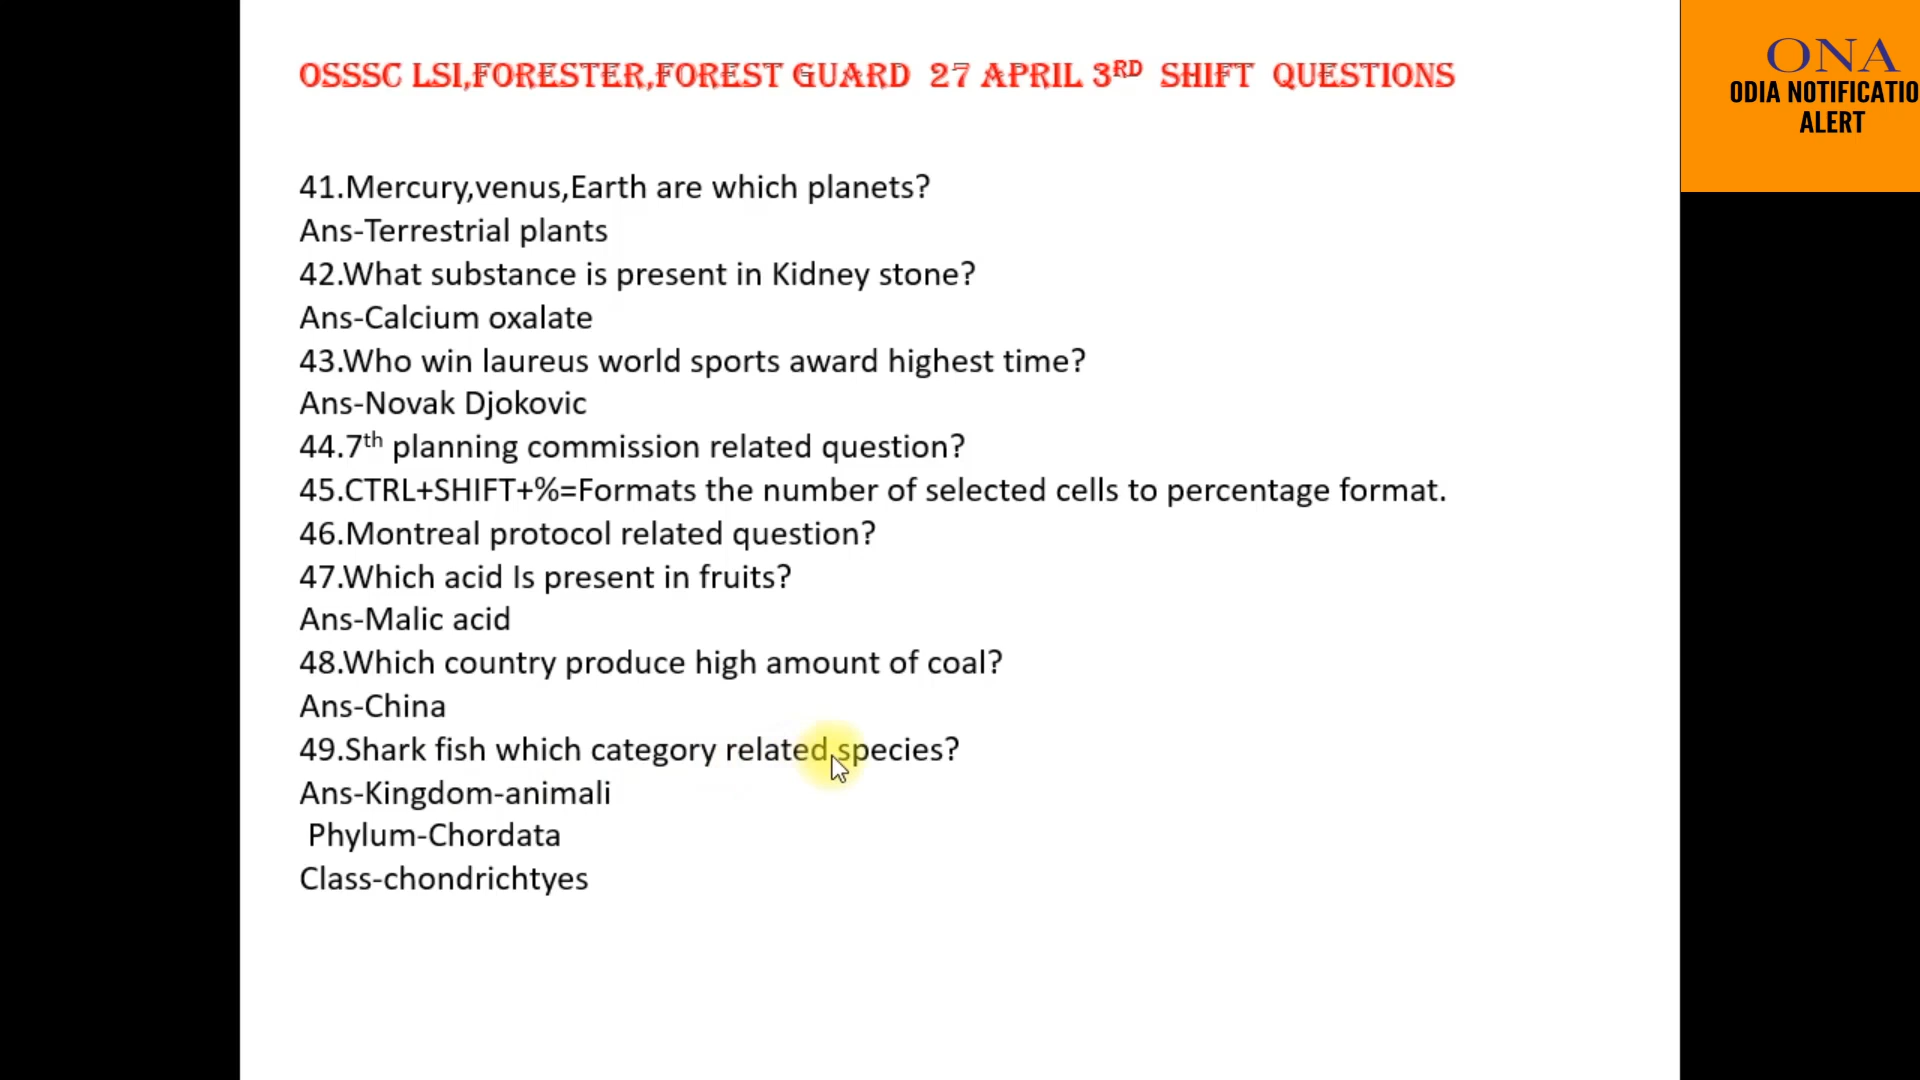 OSSSC LSI,FORESTER,FOREST GUARD 27 APRIL 3RD SHIFT QUESTIONS
ONA
ODIA NOTIFICATIO
ALERT
41.Mercury,venus,Earth are which planets?
Ans-Terrestrial plants
42.What substance is present in Kidney stone?
Ans-Calcium oxalate
43.Who win laureus world sports award highest time?
Ans-Novak Djokovic
44.7th planning commission related question?
45.CTRL+SHIFT+%=Formats the number of selected cells to percentage format.
46.Montreal protocol related question?
47.Which acid Is present in fruits?
Ans-Malic acid
48.Which country produce high amount of coal?
Ans-China
49.Shark fish which category related species?
Ans-Kingdom-animali
Phylum-Chordata
Class-chondrichtyes